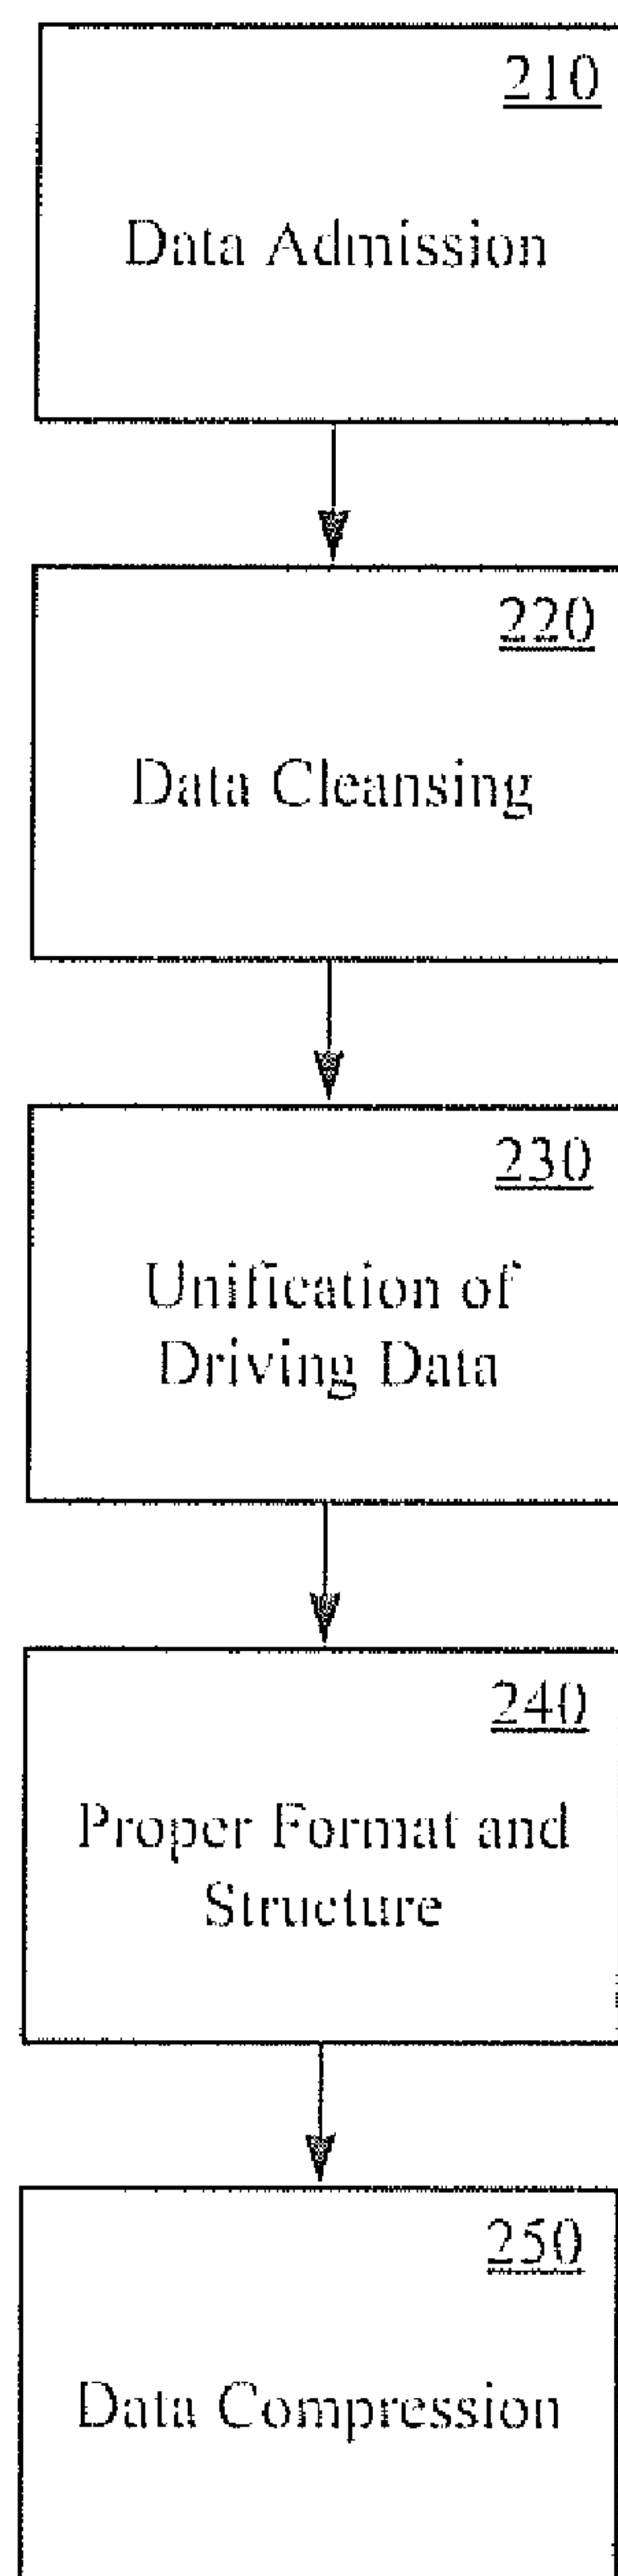 210
Data Admission
220
Data Cleansing
230
Unification of
Driving Data
240
Proper Format and
Structure
250
Data Compression